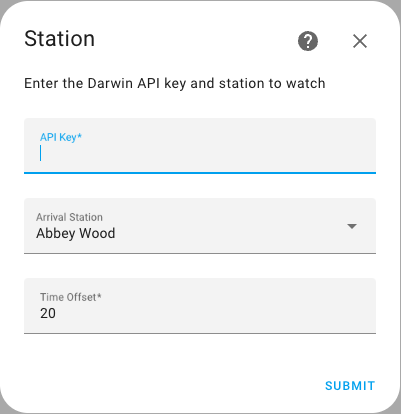 Station
Enter the Darwin API key and station to watch
API Key*
Arrival Station
Abbey Wood
Time Offset*
20
SUBMIT